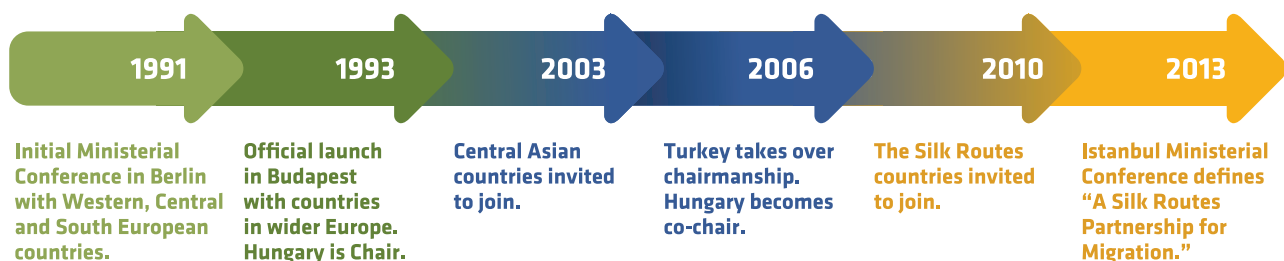 1991
1993
2003
2006
2010
2013
Initial Ministerial
Conference in Berlin
with Western, Central
and South European
countries.
Official launch
in Budapest
with countries
in wider Europe.
Hungary is Chair.
Central Asian
countries invited
to join.
Turkey takes over
chairmanship.
Hungary becomes
co-chair.
The Silk Routes
countries invited
to join.
Istanbul Ministerial
Conference defines
“A Silk Routes
Partnership for
Migration.”